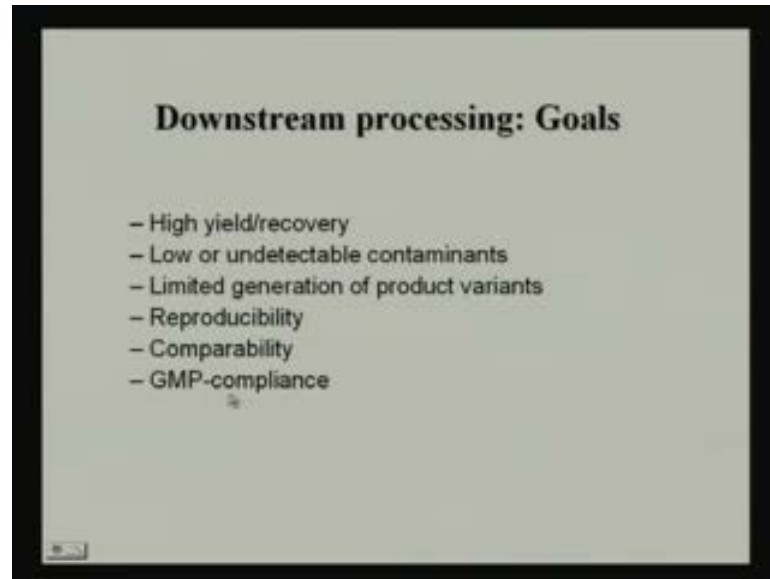 Downstream processing: Goals
– High yield/recovery
– Low or undetectable contaminants
– Limited generation of product variants
– Reproducibility
– Comparability
– GMP-compliance